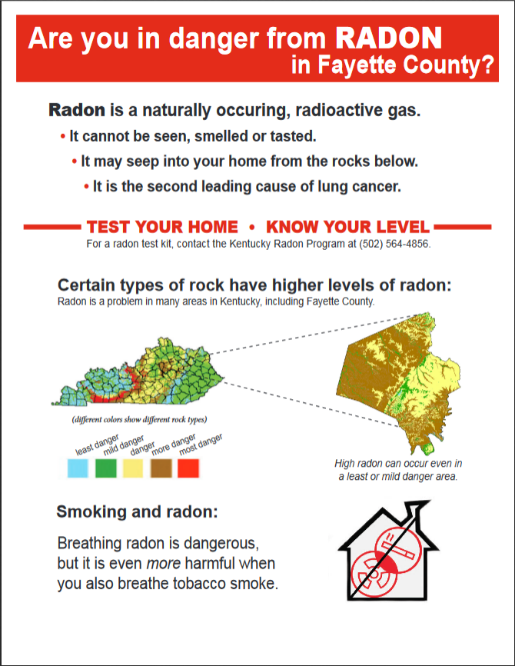 Are you in danger from RADON
in Fayette County?
Radon is a naturally occuring, radioactive gas.
• It cannot be seen, smelled or tasted.
• It may seep into your home from the rocks below.
• It is the second leading cause of lung cancer.
TEST YOUR HOME • KNOW YOUR LEVEL
For a radon test kit, contact the Kentucky Radon Program at (502) 564-4856.
Certain types of rock have higher levels of radon:
Radon is a problem in many areas in Kentucky, including Fayette County.
(different colors show different rock types)
least danger
mild danger
danger
more danger
most danger
High radon can occur even in
a least or mild danger area.
Smoking and radon:
Breathing radon is dangerous,
but it is even more harmful when
you also breathe tobacco smoke.